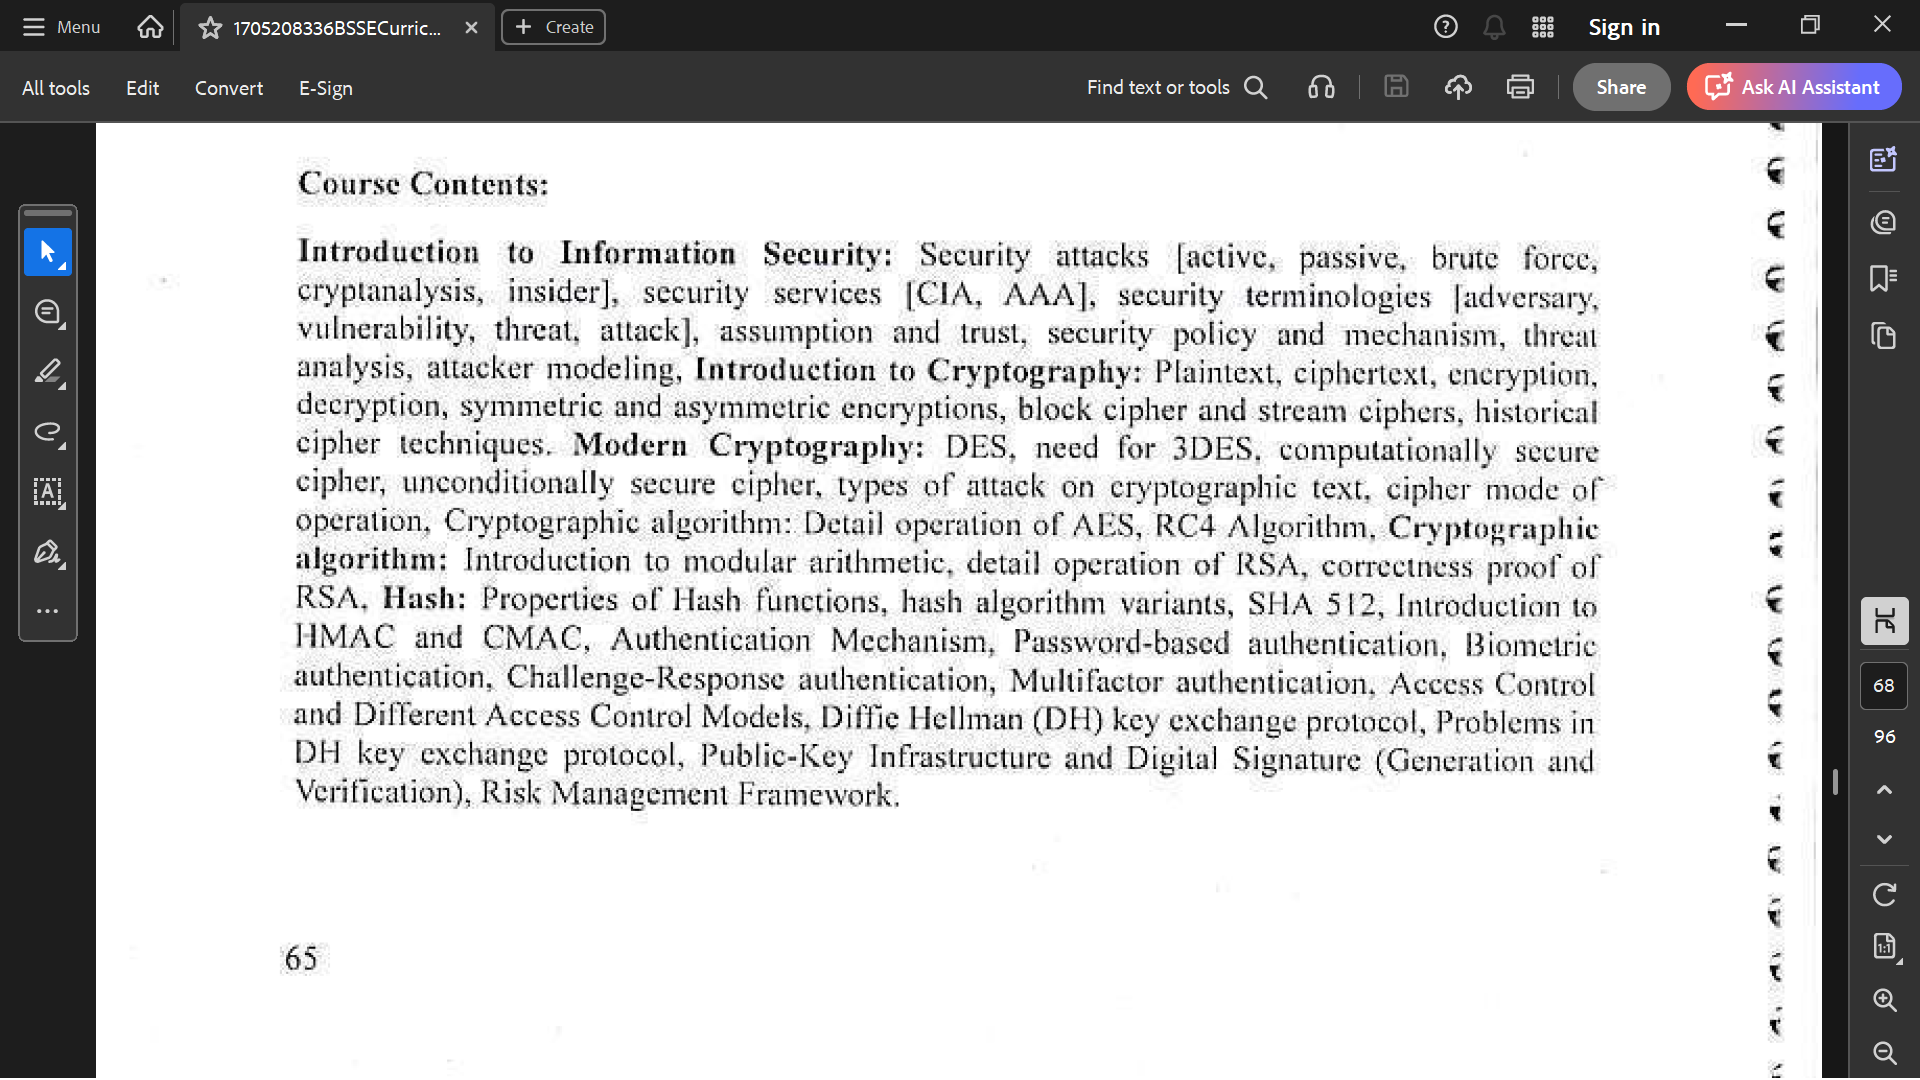 Menu
1705208336BSSECurric...
Create
Sign in
All tools
Edit
Convert
E-Sign
Find text or tools
Share
Ask AI Assistant
Course Contents:
Introduction to Information Security: Security attacks [active, passive, brute force,
cryptanalysis, insider], security services [CIA, AAA], security terminologies [adversary,
vulnerability, threat, attack], assumption and trust, security policy and mechanism, threat
analysis, attacker modeling, Introduction to Cryptography: Plaintext, ciphertext, encryption,
decryption, symmetric and asymmetric encryptions, block cipher and stream ciphers, historical
cipher techniques. Modern Cryptography: DES, need for 3DES, computationally secure
cipher, unconditionally secure cipher, types of attack on cryptographic text, cipher mode of
operation, Cryptographic algorithm: Detail operation of AES, RC4 Algorithm, Cryptographic
algorithm: Introduction to modular arithmetic, detail operation of RSA, correctness proof of
RSA, Hash: Properties of Hash functions, hash algorithm variants, SHA 512, Introduction to
HMAC and CMAC, Authentication Mechanism, Password-based authentication, Biometric
authentication, Challenge-Response authentication, Multifactor authentication, Access Control
and Different Access Control Models, Diffie Hellman (DH) key exchange protocol, Problems in
DH key exchange protocol, Public-Key Infrastructure and Digital Signature (Generation and
Verification), Risk Management Framework.
65
68
96
1:1